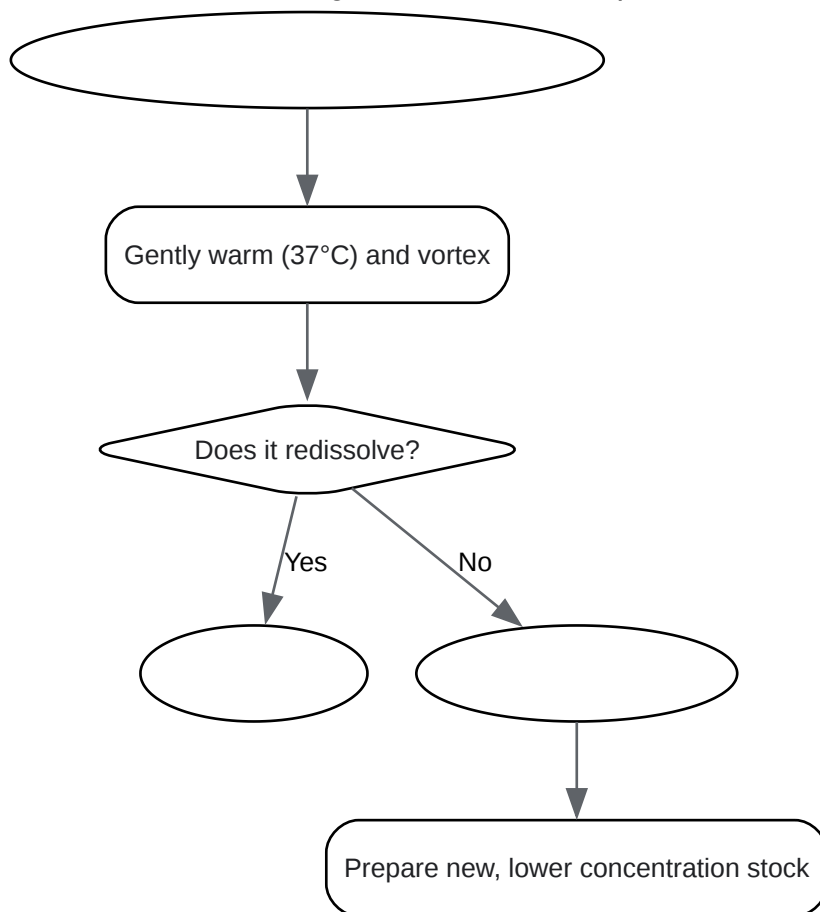 Gently warm (37°C) and vortex
Does it redissolve?
Yes
No
Prepare new, lower concentration stock